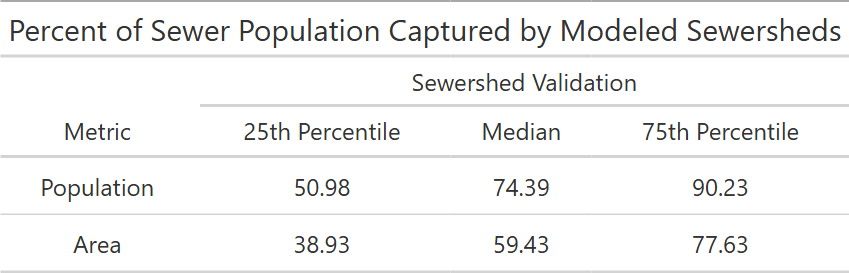 Percent of Sewer Population Captured by Modeled Sewersheds
Sewershed Validation
Metric 25th Percentile Median 75th Percentile
Population 50.98 74.39 90.23
Area 38.93 59.43 77.63